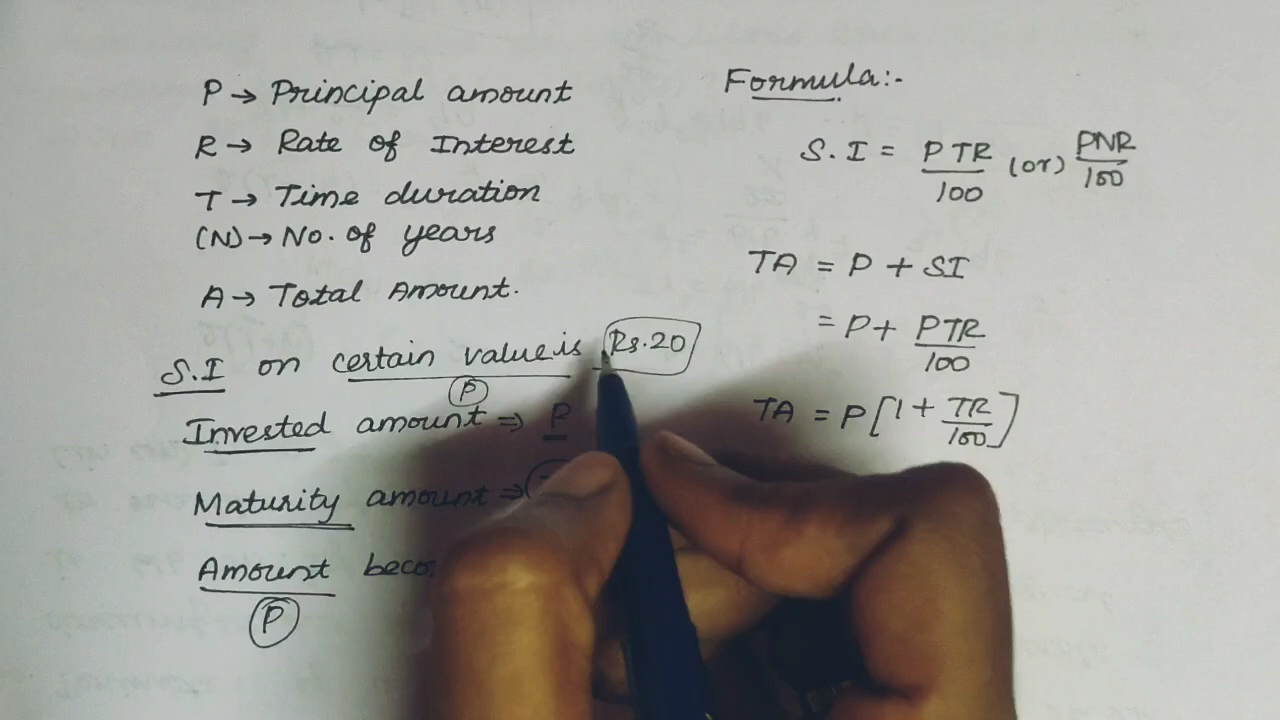 P → Principal amount
R → Rate of Interest
T → Time duration
(N) → No. of years
A → Total Amount.
S.I on certain value is Rs.20
P
Invested amount ⇒ P
Maturity amount ⇒
Amount
P
Formula:-
S.I = PTR/100 (or) PNR/100
TA = P + SI
= P + PTR/100
TA = P[1 + TR/100]